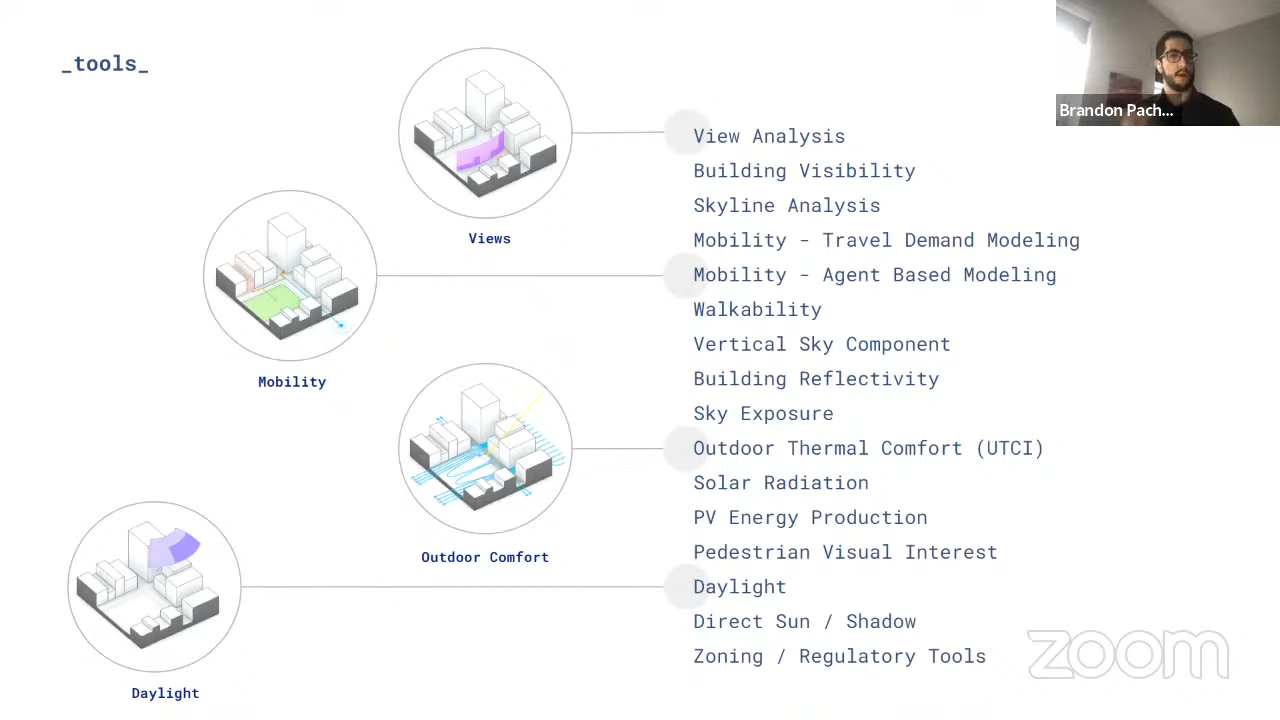 _tools_
Brandon Pach...
Views
Mobility
Outdoor Comfort
Daylight
View Analysis
Building Visibility
Skyline Analysis
Mobility - Travel Demand Modeling
Mobility - Agent Based Modeling
Walkability
Vertical Sky Component
Building Reflectivity
Sky Exposure
Outdoor Thermal Comfort (UTCI)
Solar Radiation
PV Energy Production
Pedestrian Visual Interest
Daylight
Direct Sun / Shadow
Zoning / Regulatory Tools
zoom